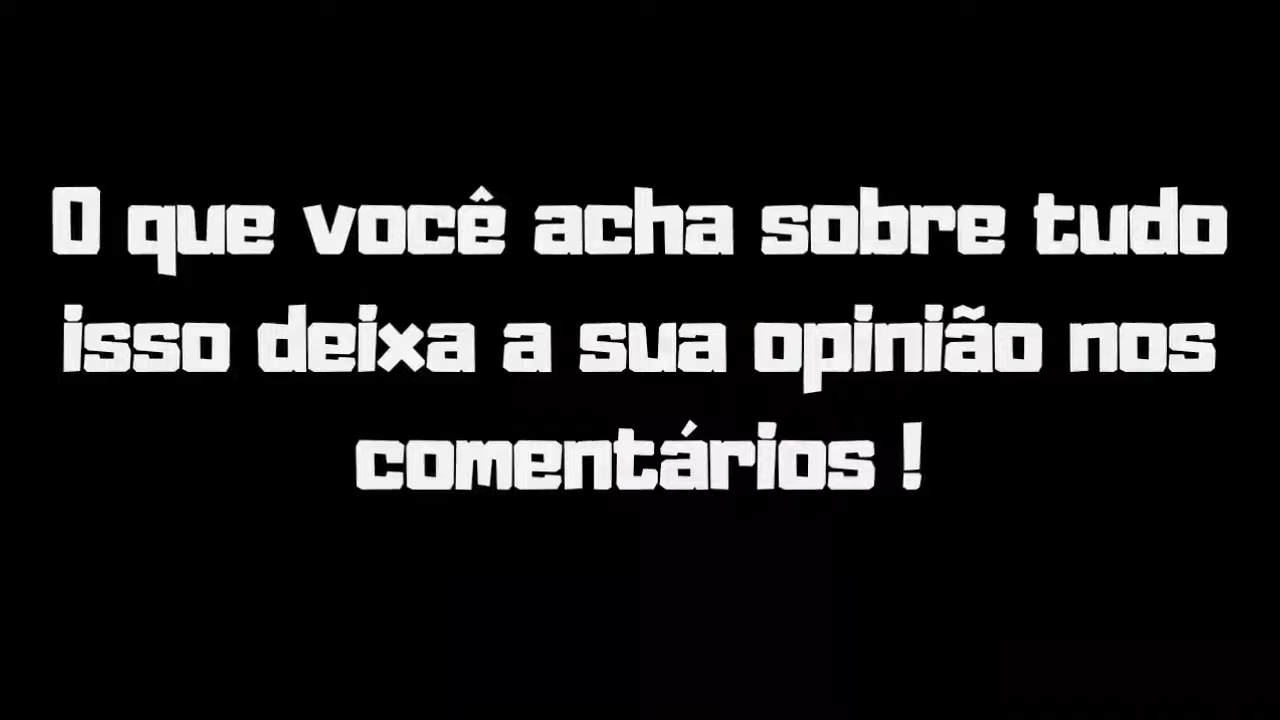 O que você acha sobre tudo
isso deixa a sua opinião nos
comentários !